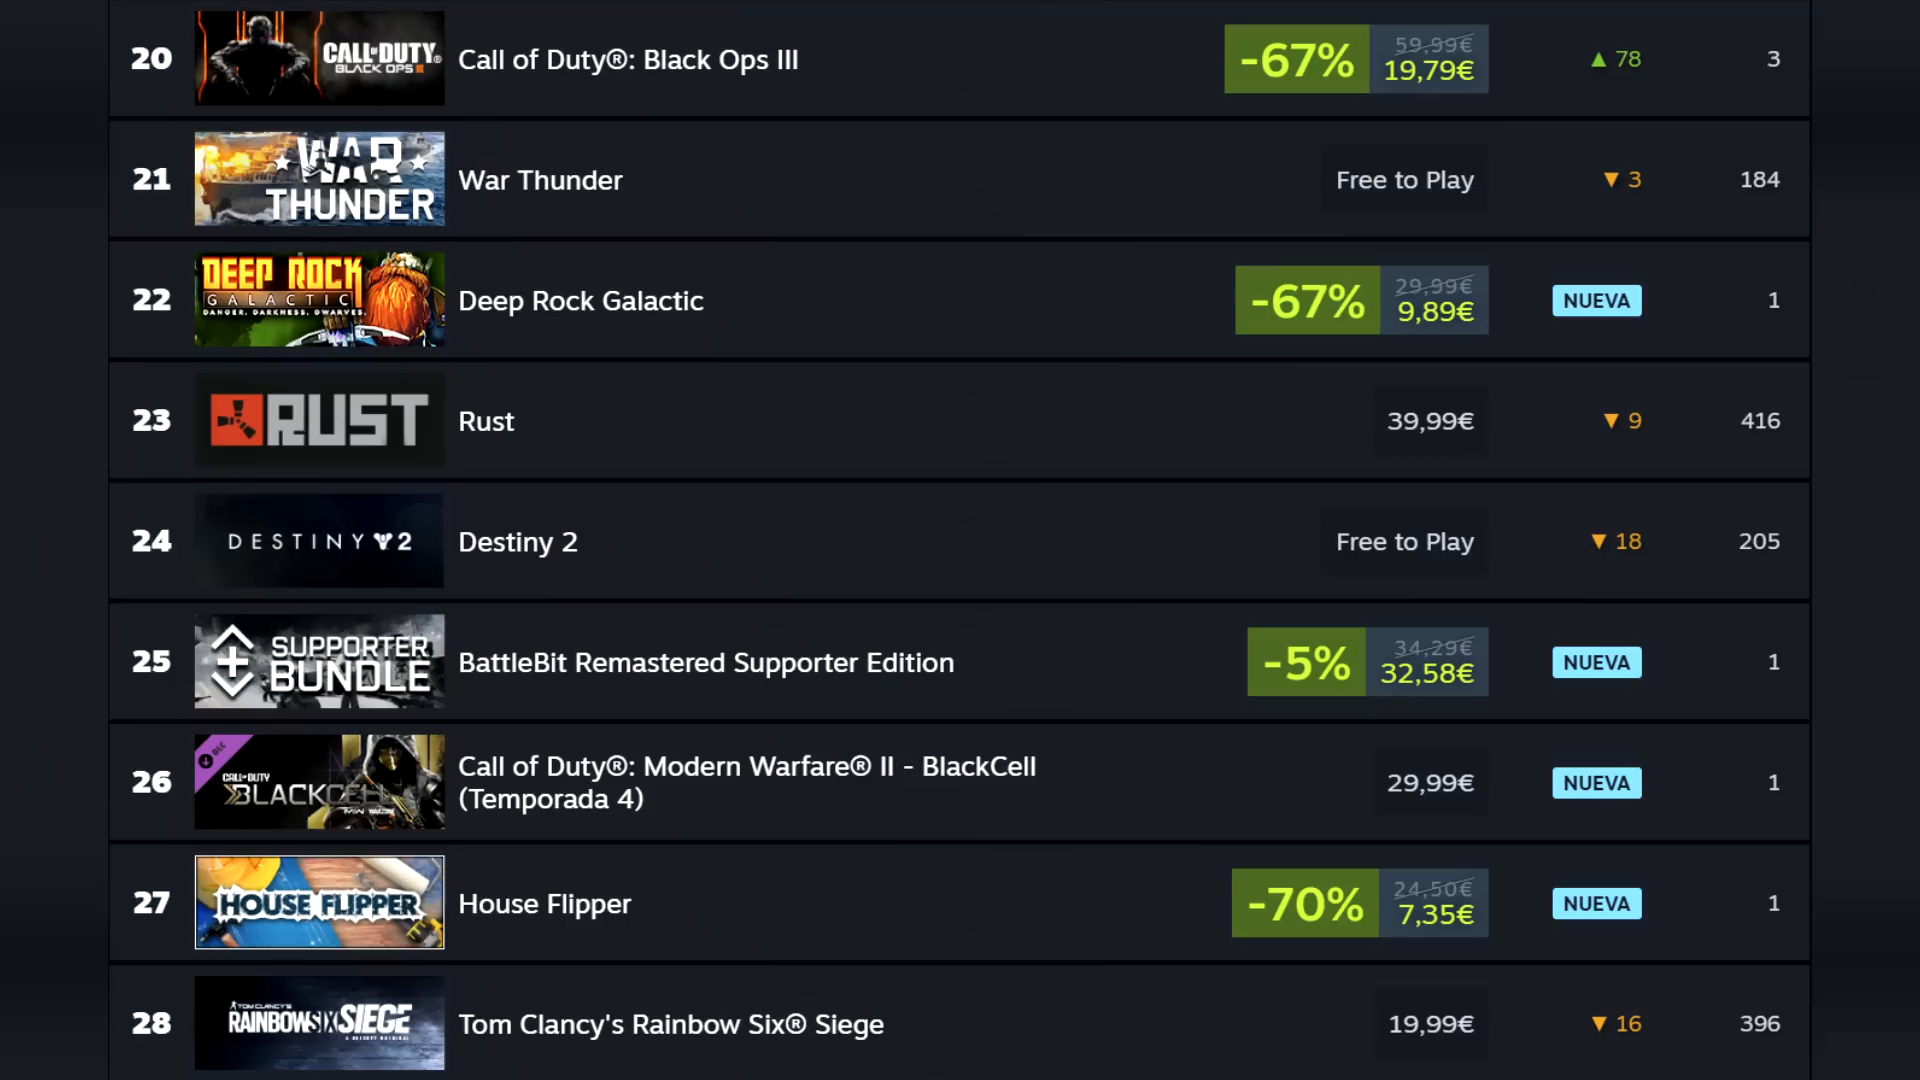 20
CALL OF DUTY®
BLACK OPS III
Call of Duty®: Black Ops III
-67%
59,99€
19,79€
▲ 78
3
21
WAR
THUNDER
War Thunder
Free to Play
▼ 3
184
22
DEEP ROCK
GALACTIC
DANGER. DARKNESS. DWARVES.
Deep Rock Galactic
-67%
29,99€
9,89€
NUEVA
1
23
RUST
Rust
39,99€
▼ 9
416
24
DESTINY 2
Destiny 2
Free to Play
▼ 18
205
25
SUPPORTER
BUNDLE
BattleBit Remastered Supporter Edition
-5%
34,29€
32,58€
NUEVA
1
26
DLC
CALL OF DUTY
BLACKCELL
Call of Duty®: Modern Warfare® II - BlackCell
(Temporada 4)
29,99€
NUEVA
1
27
HOUSE FLIPPER
House Flipper
-70%
24,50€
7,35€
NUEVA
1
28
TOM CLANCY'S
RAINBOWSIX SIEGE
Tom Clancy's Rainbow Six® Siege
19,99€
▼ 16
396